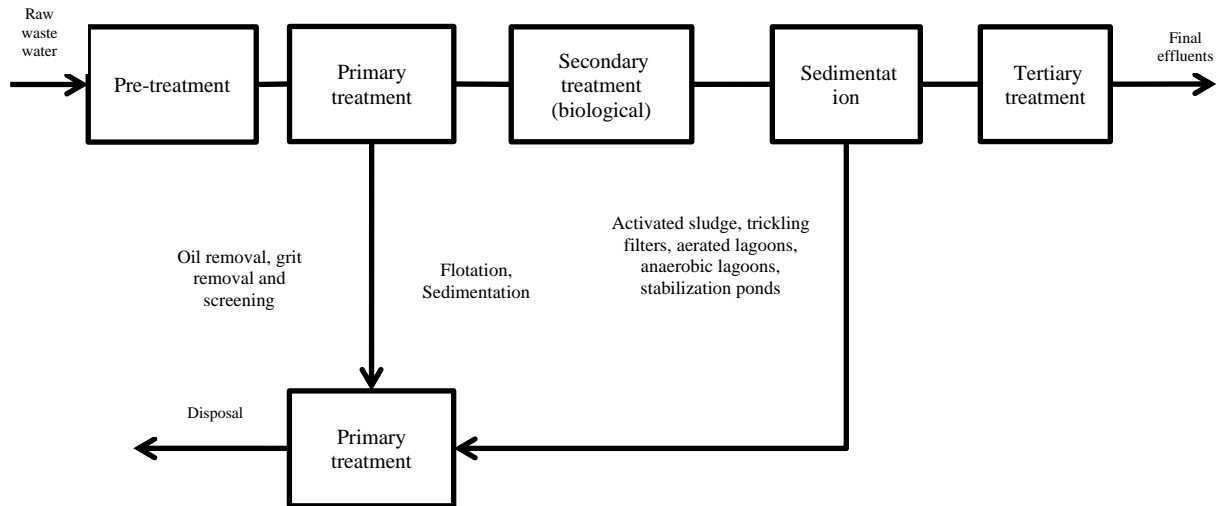 Raw
waste
water
Pre-treatment
Primary
treatment
Secondary
treatment
(biological)
Sedimentat
ion
Tertiary
treatment
Final
effluents
Oil removal, grit
removal and
screening
Flotation,
Sedimentation
Activated sludge, trickling
filters, aerated lagoons,
anaerobic lagoons,
stabilization ponds
Disposal
Primary
treatment